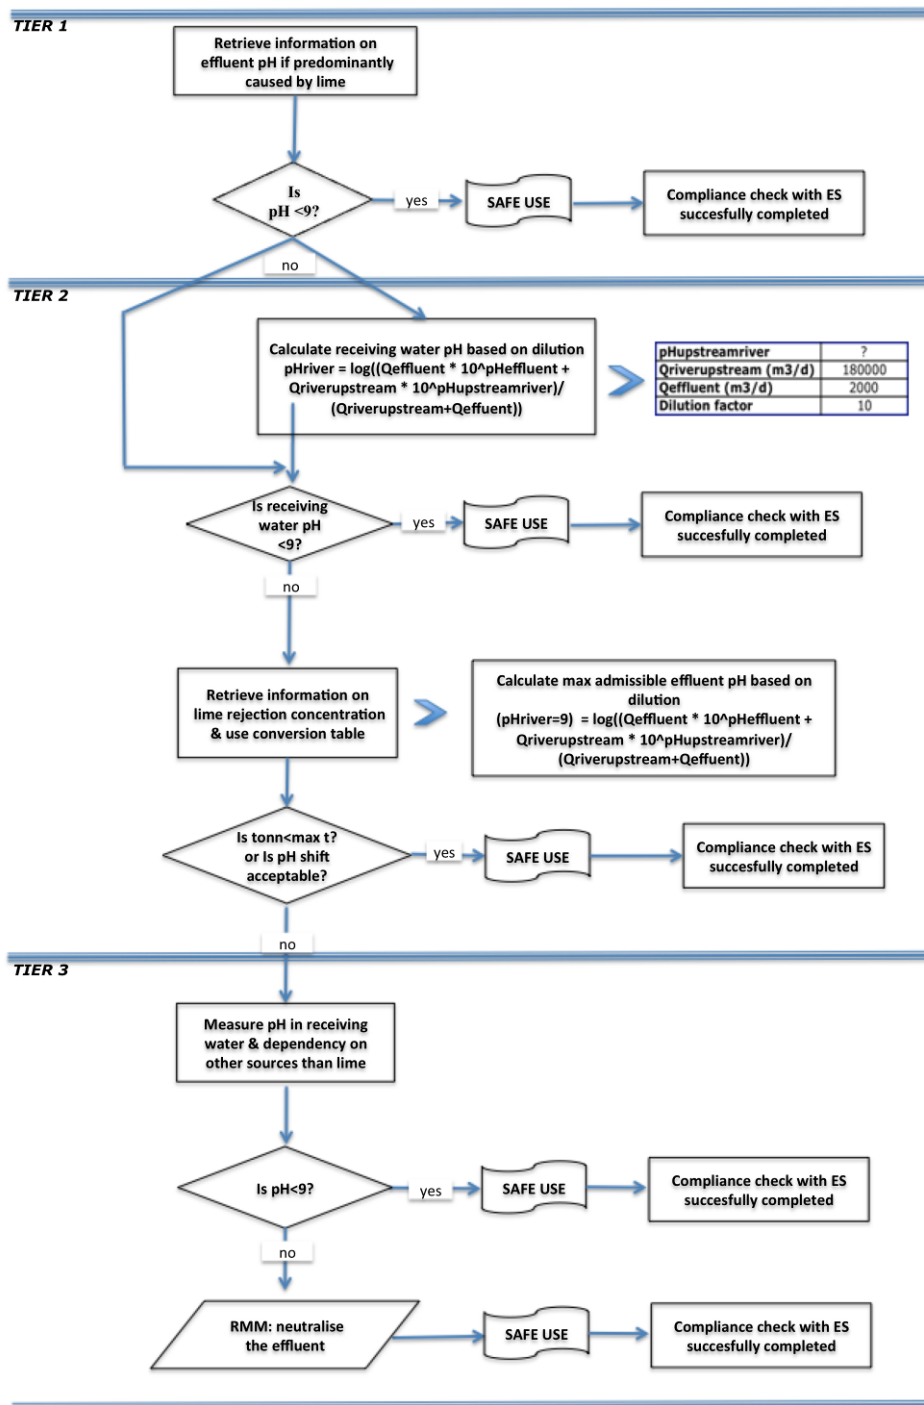 TIER 1
Retrieve information on
effluent pH if predominantly
caused by lime
Is
pH <9?
yes
SAFE USE
Compliance check with ES
succesfully completed
no
TIER 2
Calculate receiving water pH based on dilution
pHriver = log((Qeffluent * 10^pHeffluent +
Qriverupstream * 10^pHupstreamriver)/
(Qriverupstream+Qeffuent))
pHupstreamriver ?
Qriverupstream (m3/d) 180000
Qeffluent (m3/d) 2000
Dilution factor 10
Is receiving
water pH
<9?
yes
SAFE USE
Compliance check with ES
succesfully completed
no
Retrieve information on
lime rejection concentration
& use conversion table
Calculate max admissible effluent pH based on
dilution
(pHriver=9) = log((Qeffluent * 10^pHeffluent +
Qriverupstream * 10^pHupstreamriver)/
(Qriverupstream+Qeffuent))
Is tonn<max t?
or Is pH shift
acceptable?
yes
SAFE USE
Compliance check with ES
succesfully completed
no
TIER 3
Measure pH in receiving
water & dependency on
other sources than lime
Is pH<9?
yes
SAFE USE
Compliance check with ES
succesfully completed
no
RMM: neutralise
the effluent
SAFE USE
Compliance check with ES
succesfully completed